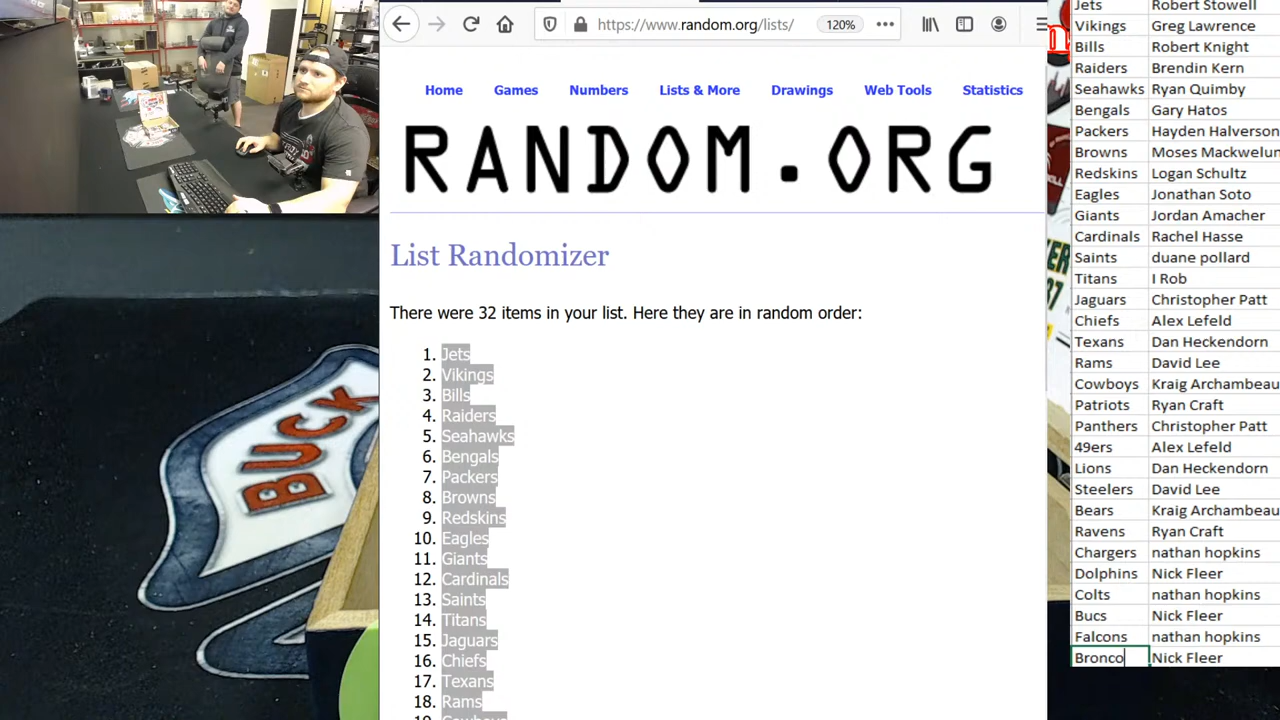 https://www.random.org/lists/
120%
Home Games Numbers Lists & More Drawings Web Tools Statistics
RANDOM.ORG
List Randomizer
There were 32 items in your list. Here they are in random order:
1. Jets
2. Vikings
3. Bills
4. Raiders
5. Seahawks
6. Bengals
7. Packers
8. Browns
9. Redskins
10. Eagles
11. Giants
12. Cardinals
13. Saints
14. Titans
15. Jaguars
16. Chiefs
17. Texans
18. Rams
19. Cowboys
Jets Robert Stowell
Vikings Greg Lawrence
Bills Robert Knight
Raiders Brendin Kern
Seahawks Ryan Quimby
Bengals Gary Hatos
Packers Hayden Halverson
Browns Moses Mackwelun
Redskins Logan Schultz
Eagles Jonathan Soto
Giants Jordan Amacher
Cardinals Rachel Hasse
Saints duane pollard
Titans I Rob
Jaguars Christopher Patt
Chiefs Alex Lefeld
Texans Dan Heckendorn
Rams David Lee
Cowboys Kraig Archambeau
Patriots Ryan Craft
Panthers Christopher Patt
49ers Alex Lefeld
Lions Dan Heckendorn
Steelers David Lee
Bears Kraig Archambeau
Ravens Ryan Craft
Chargers nathan hopkins
Dolphins Nick Fleer
Colts nathan hopkins
Bucs Nick Fleer
Falcons nathan hopkins
Bronco Nick Fleer
BUCK